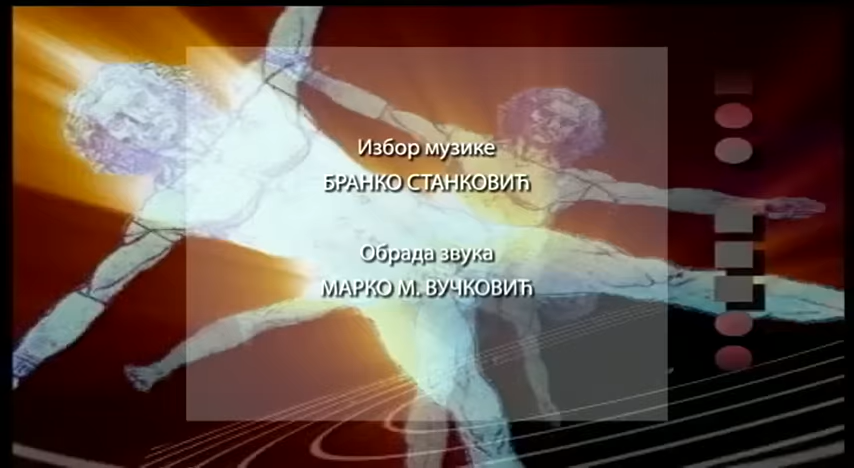 Избор музике
БРАНКО СТАНКОВИЋ
Обрада звука
МАРКО М. ВУЧКОВИЋ